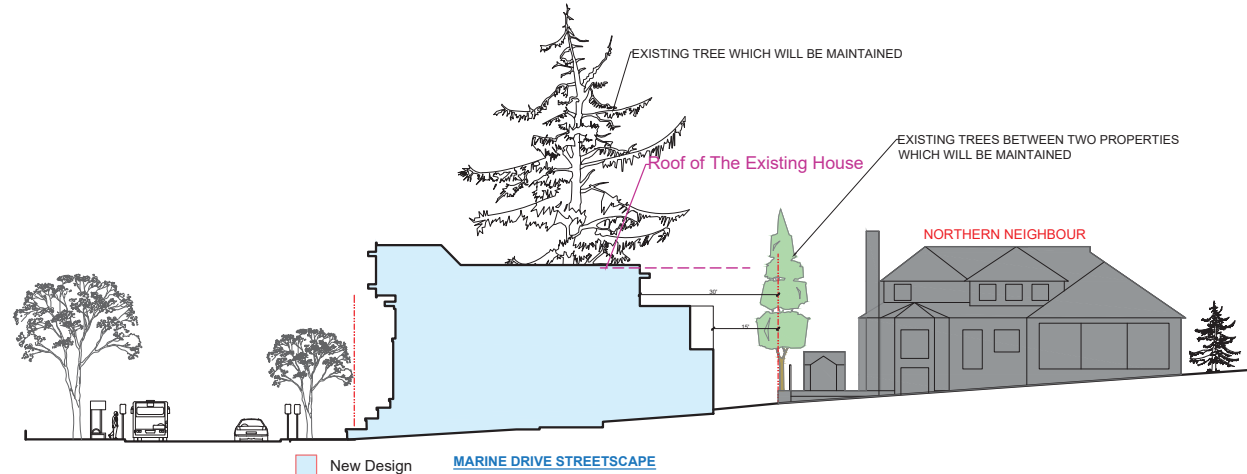 EXISTING TREE WHICH WILL BE MAINTAINED
EXISTING TREES BETWEEN TWO PROPERTIES
WHICH WILL BE MAINTAINED
Roof of The Existing House
NORTHERN NEIGHBOUR
30'
15'
New Design
MARINE DRIVE STREETSCAPE